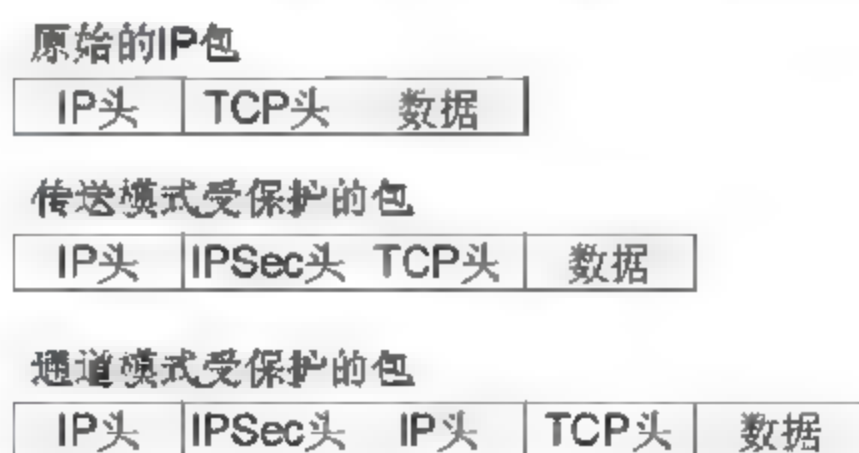 原始的IP包
IP头 TCP头 数据
传送模式受保护的包
IP头 IPSec头 TCP头 数据
通道模式受保护的包
IP头 IPSec头 IP头 TCP头 数据